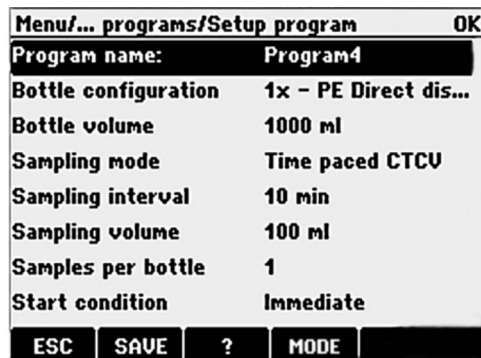 Menu/... programs/Setup program OK
Program name: Program4
Bottle configuration 1x - PE Direct dis...
Bottle volume 1000 ml
Sampling mode Time paced CTCV
Sampling interval 10 min
Sampling volume 100 ml
Samples per bottle 1
Start condition Immediate
ESC SAVE ? MODE